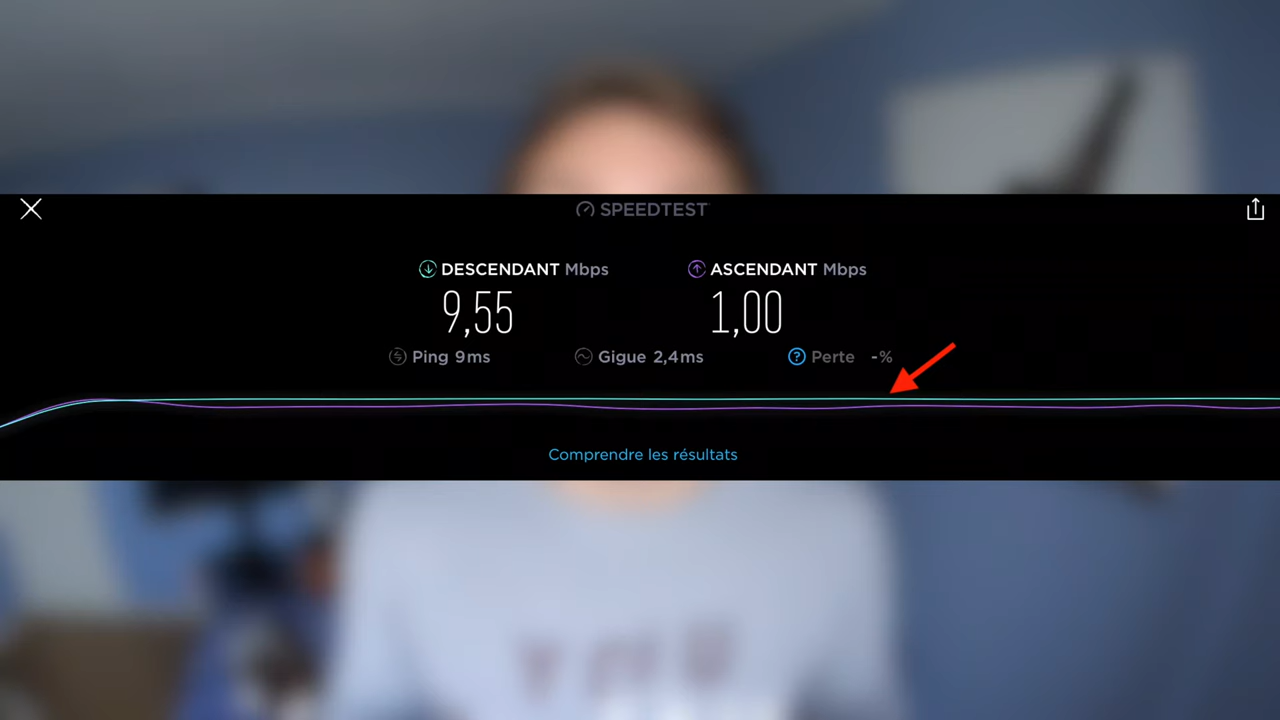 SPEEDTEST
DESCENDANT Mbps
ASCENDANT Mbps
9,55
1,00
Ping 9ms
Gigue 2,4ms
? Perte -%
Comprendre les résultats